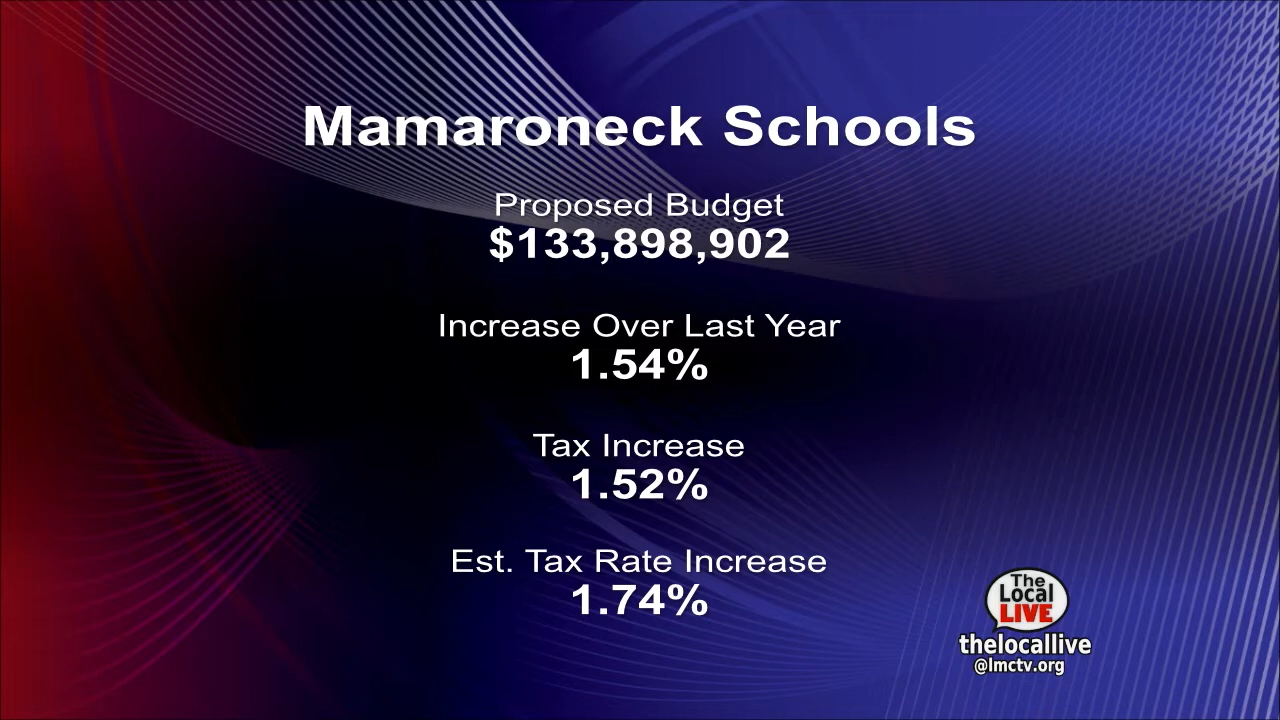 Mamaroneck Schools
Proposed Budget
$133,898,902
Increase Over Last Year
1.54%
Tax Increase
1.52%
Est. Tax Rate Increase
1.74%
The
Local
LIVE
thelocallive
@lmctv.org